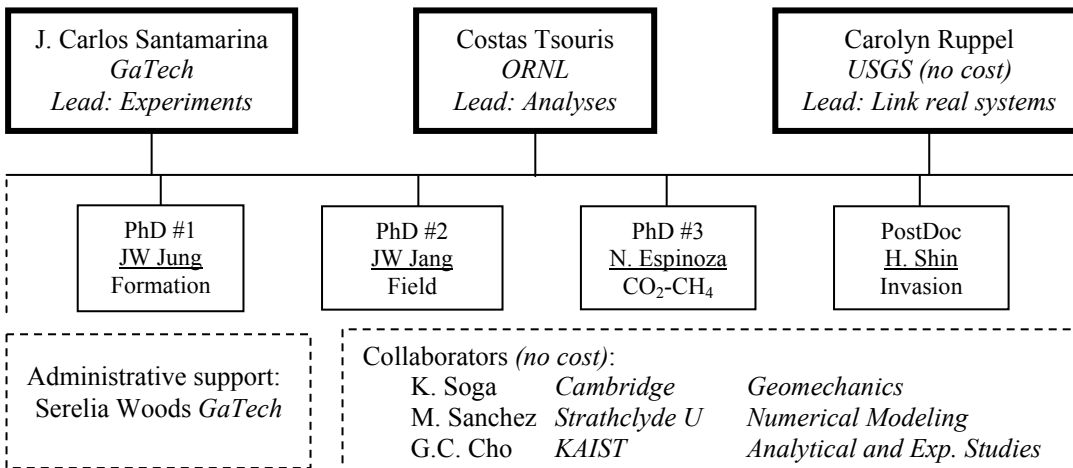 J. Carlos Santamarina
GaTech
Lead: Experiments
Costas Tsouris
ORNL
Lead: Analyses
Carolyn Ruppel
USGS (no cost)
Lead: Link real systems
PhD #1
JW Jung
Formation
PhD #2
JW Jang
Field
PhD #3
N. Espinoza
CO₂-CH₄
PostDoc
H. Shin
Invasion
Administrative support:
Serelia Woods GaTech
Collaborators (no cost):
K. Soga Cambridge Geomechanics
M. Sanchez Strathclyde U Numerical Modeling
G.C. Cho KAIST Analytical and Exp. Studies